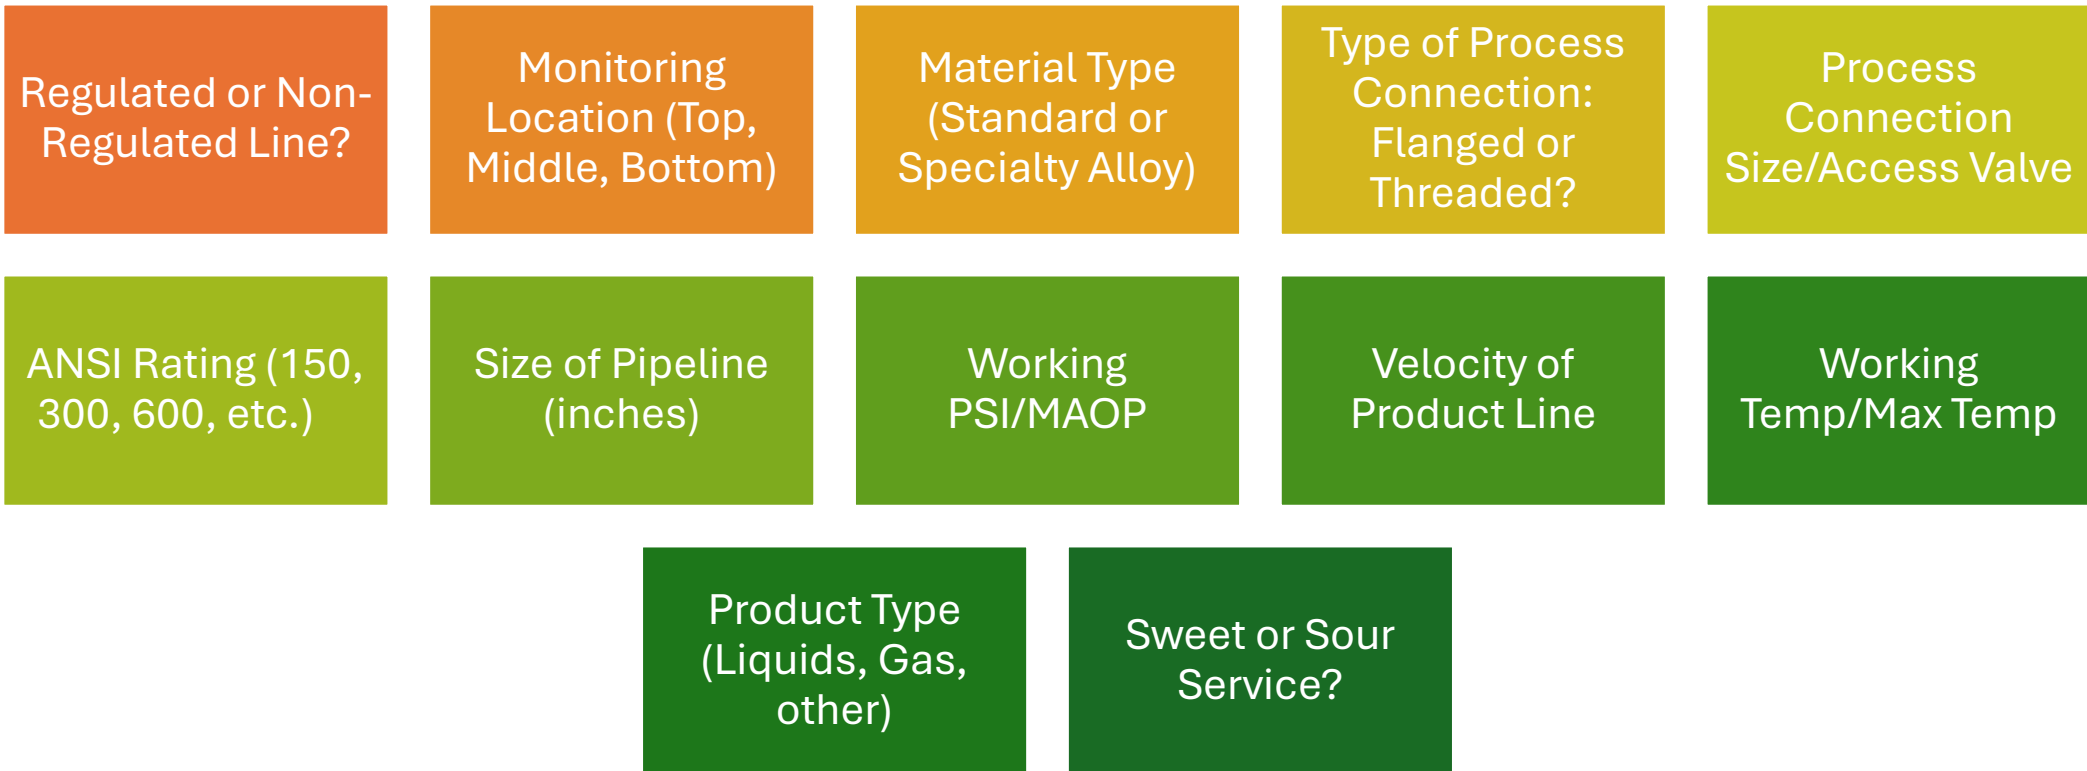 Regulated or Non-
Regulated Line?
Monitoring
Location (Top,
Middle, Bottom)
Material Type
(Standard or
Specialty Alloy)
Type of Process
Connection:
Flanged or
Threaded?
Process
Connection
Size/Access Valve
ANSI Rating (150,
300, 600, etc.)
Size of Pipeline
(inches)
Working
PSI/MAOP
Velocity of
Product Line
Working
Temp/Max Temp
Product Type
(Liquids, Gas,
other)
Sweet or Sour
Service?